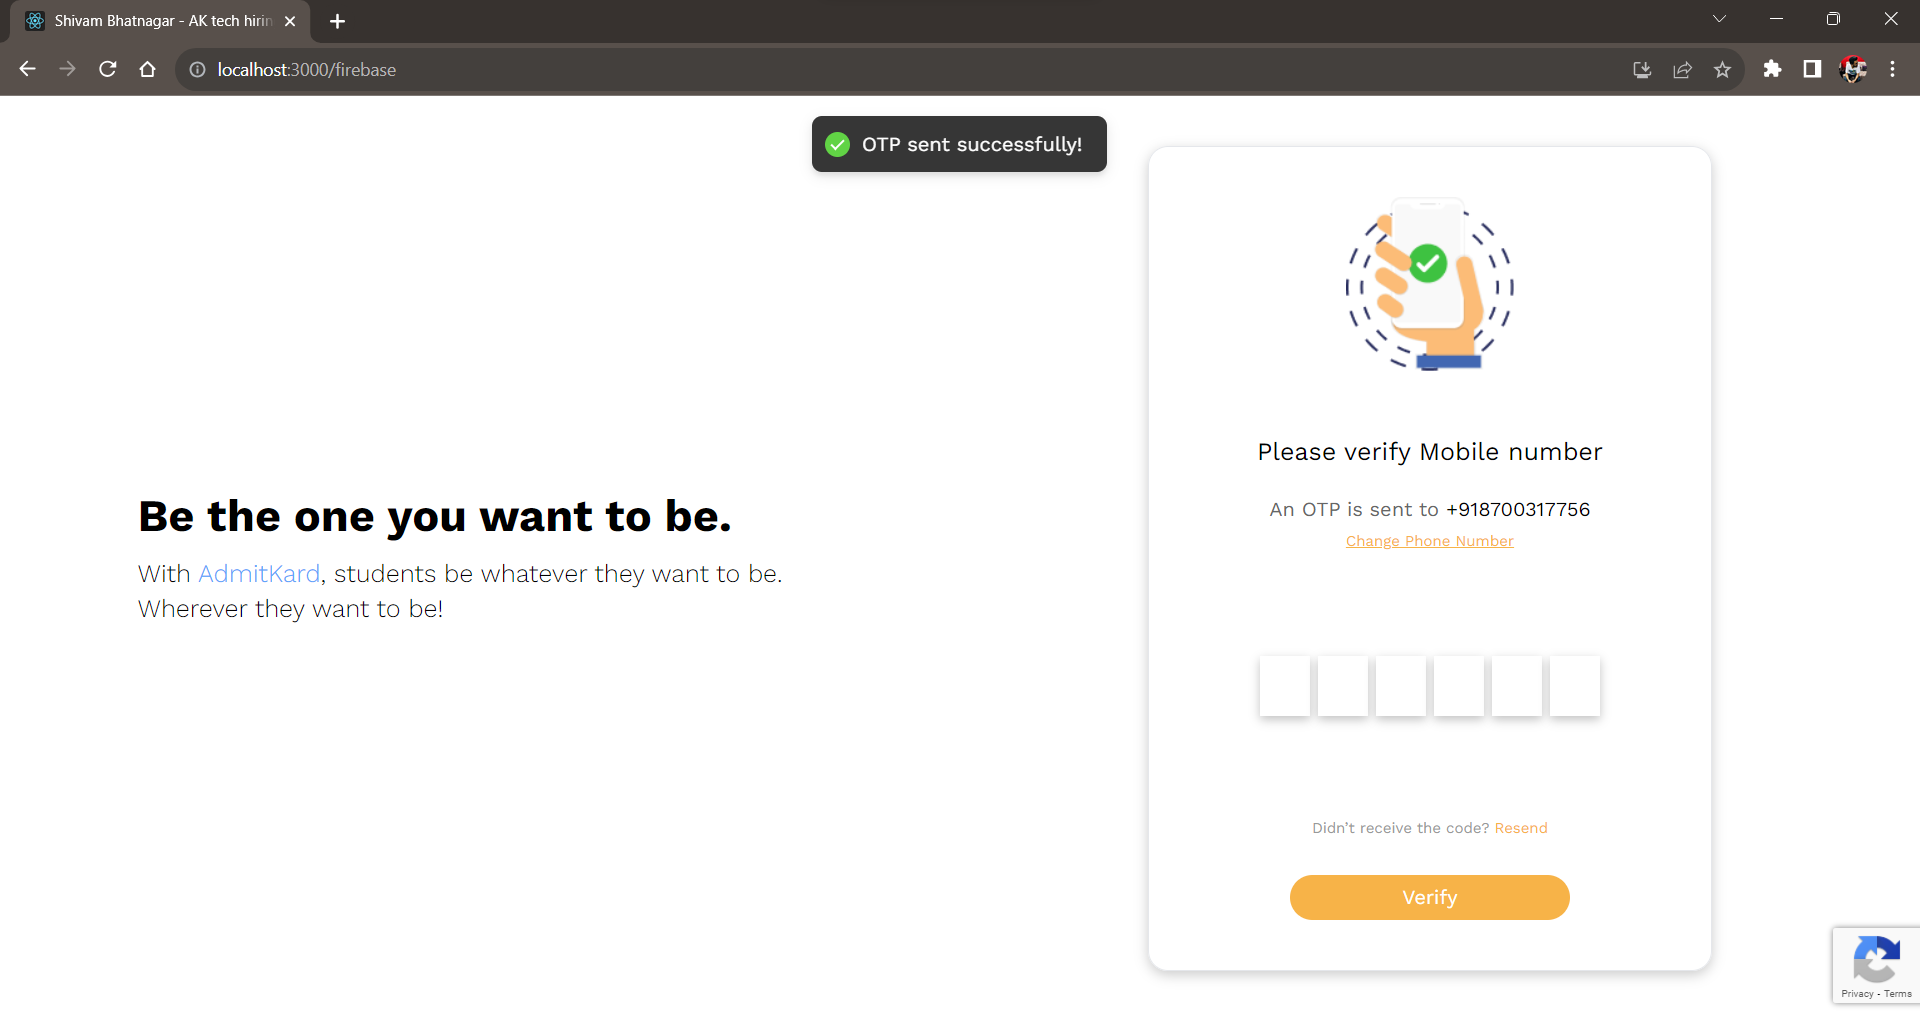 Shivam Bhatnagar - AK tech hirin
localhost:3000/firebase
OTP sent successfully!
Be the one you want to be.
With AdmitKard, students be whatever they want to be.
Wherever they want to be!
Please verify Mobile number
An OTP is sent to +918700317756
Change Phone Number
Didn't receive the code? Resend
Verify
Privacy - Terms